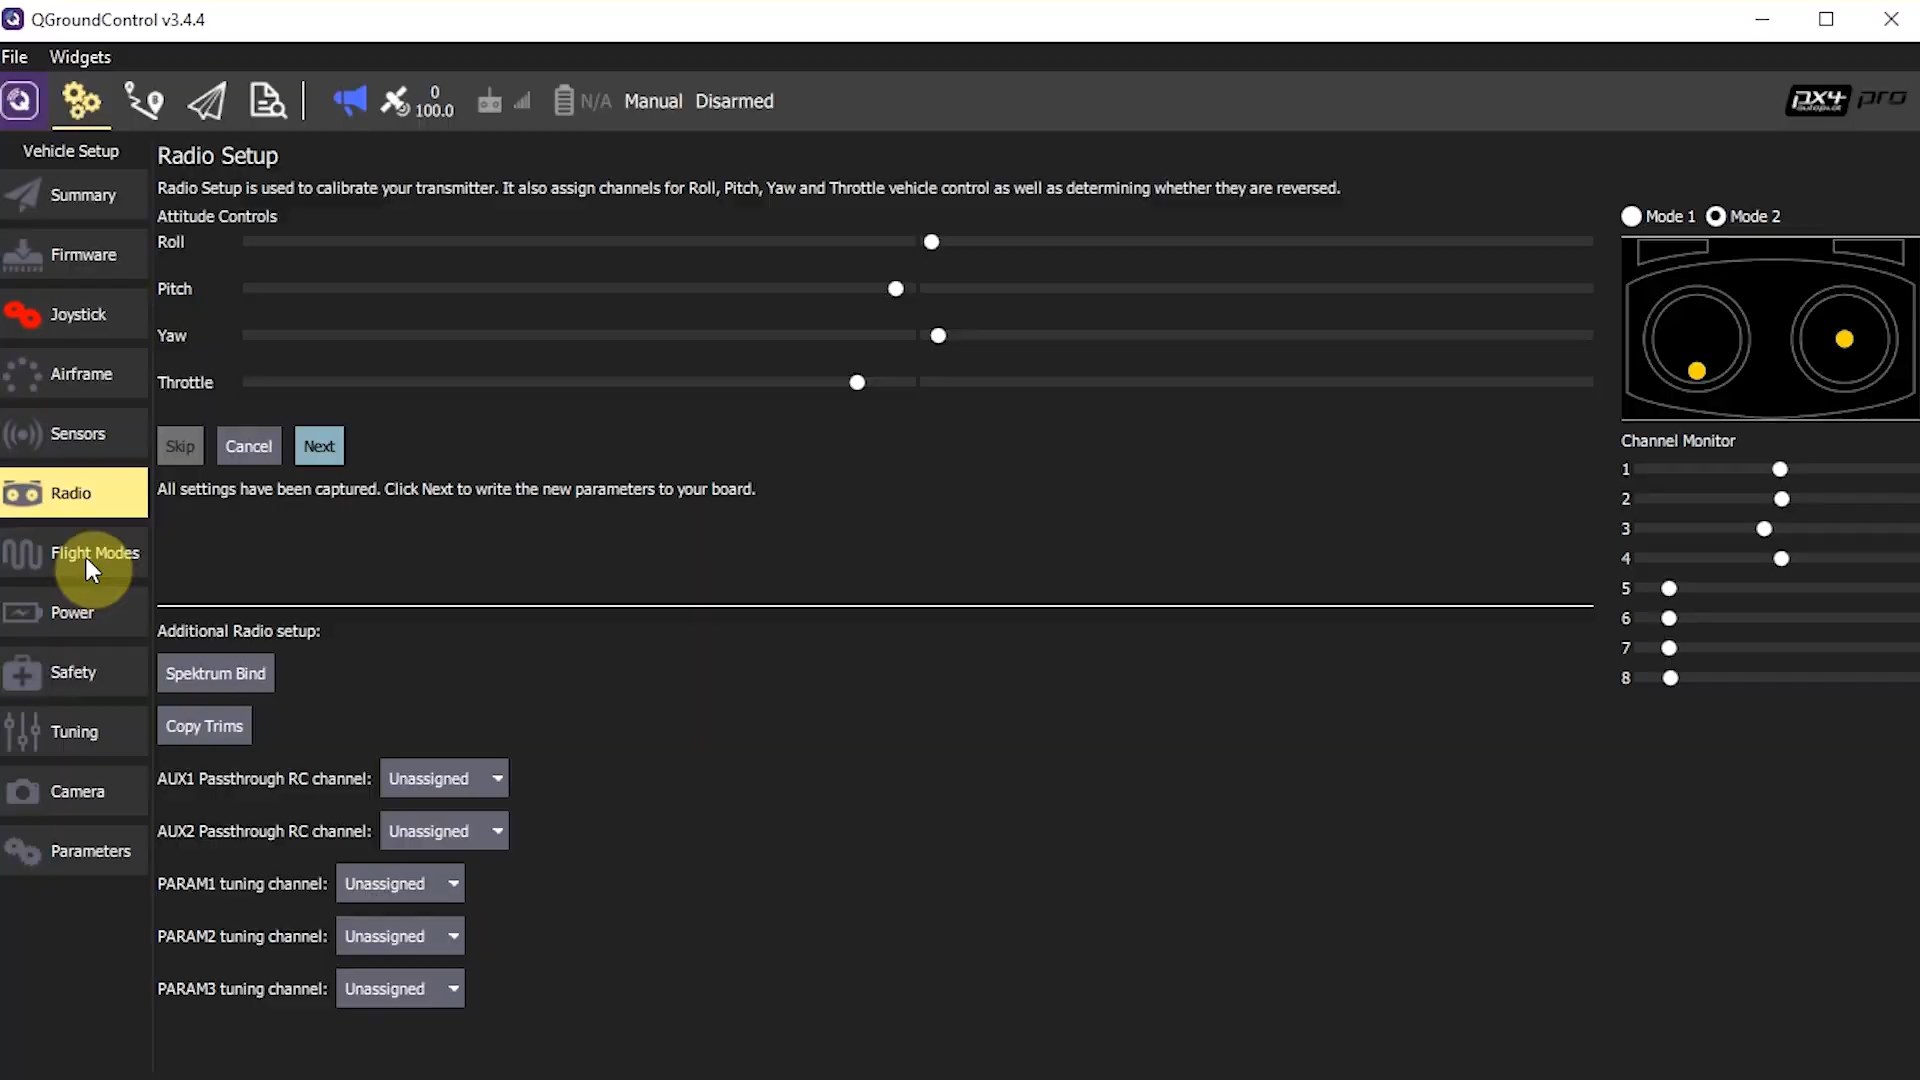 QGroundControl v3.4.4
File Widgets
0
100.0
N/A Manual Disarmed
px4 pro
autopilot
Vehicle Setup
Summary
Firmware
Joystick
Airframe
Sensors
Radio
Flight Modes
Power
Safety
Tuning
Camera
Parameters
Radio Setup
Radio Setup is used to calibrate your transmitter. It also assign channels for Roll, Pitch, Yaw and Throttle vehicle control as well as determining whether they are reversed.
Attitude Controls
Roll
Pitch
Yaw
Throttle
Skip Cancel Next
All settings have been captured. Click Next to write the new parameters to your board.
Additional Radio setup:
Spektrum Bind
Copy Trims
AUX1 Passthrough RC channel: Unassigned
AUX2 Passthrough RC channel: Unassigned
PARAM1 tuning channel: Unassigned
PARAM2 tuning channel: Unassigned
PARAM3 tuning channel: Unassigned
Mode 1 Mode 2
Channel Monitor
1
2
3
4
5
6
7
8